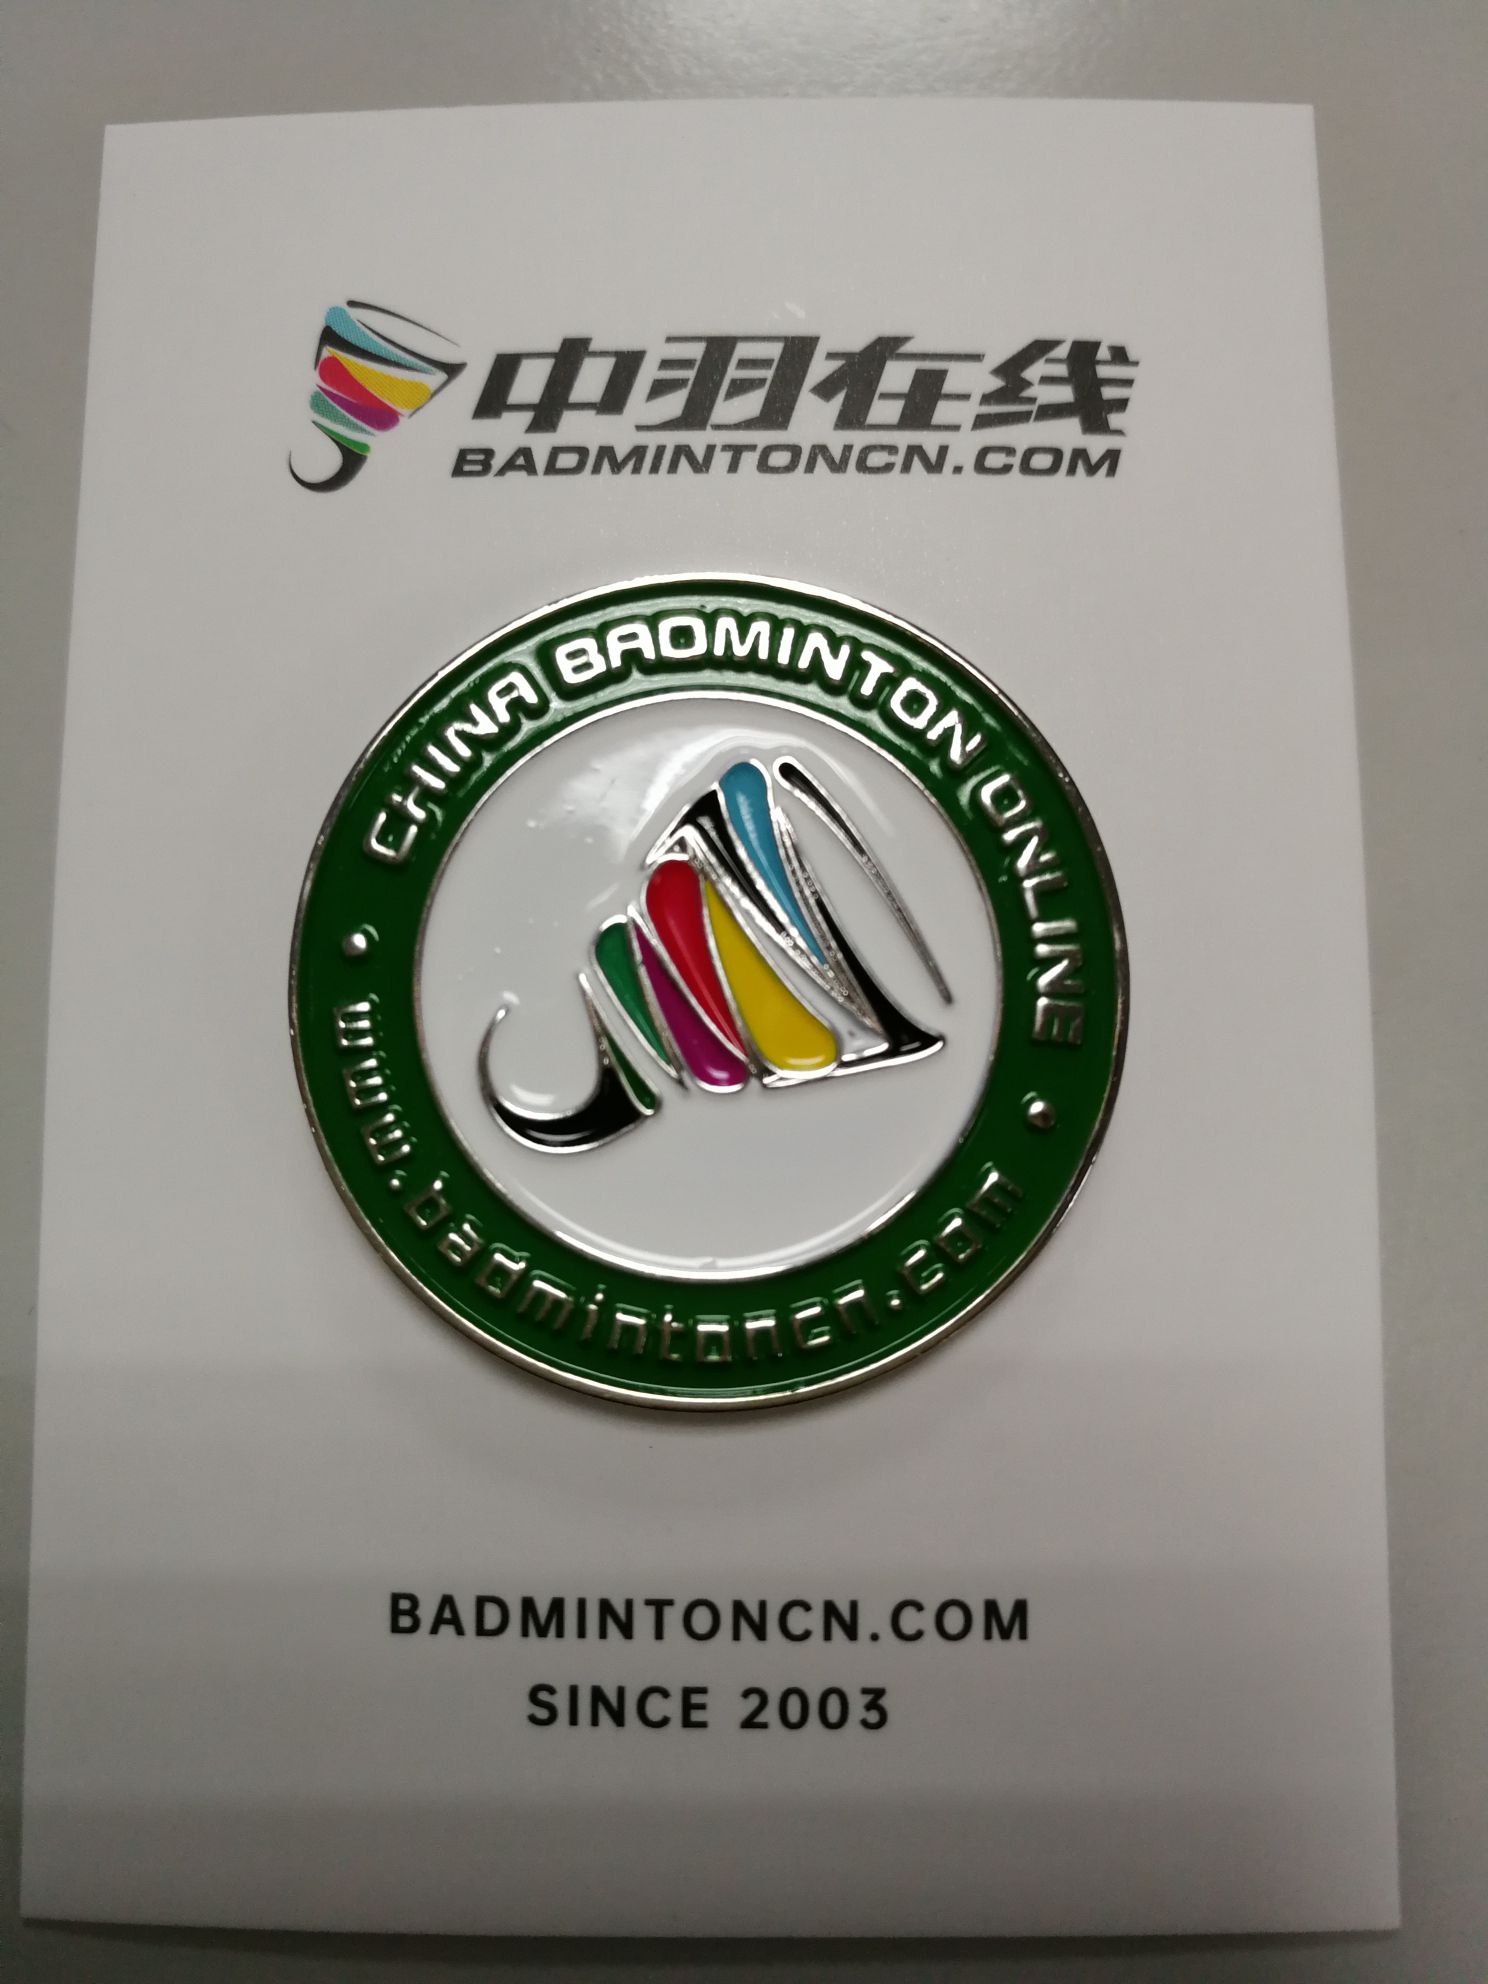 中羽在线
BADMINTONCN.COM
CHINA BADMINTON ONLINE
www.badmintoncn.com
BADMINTONCN.COM
SINCE 2003